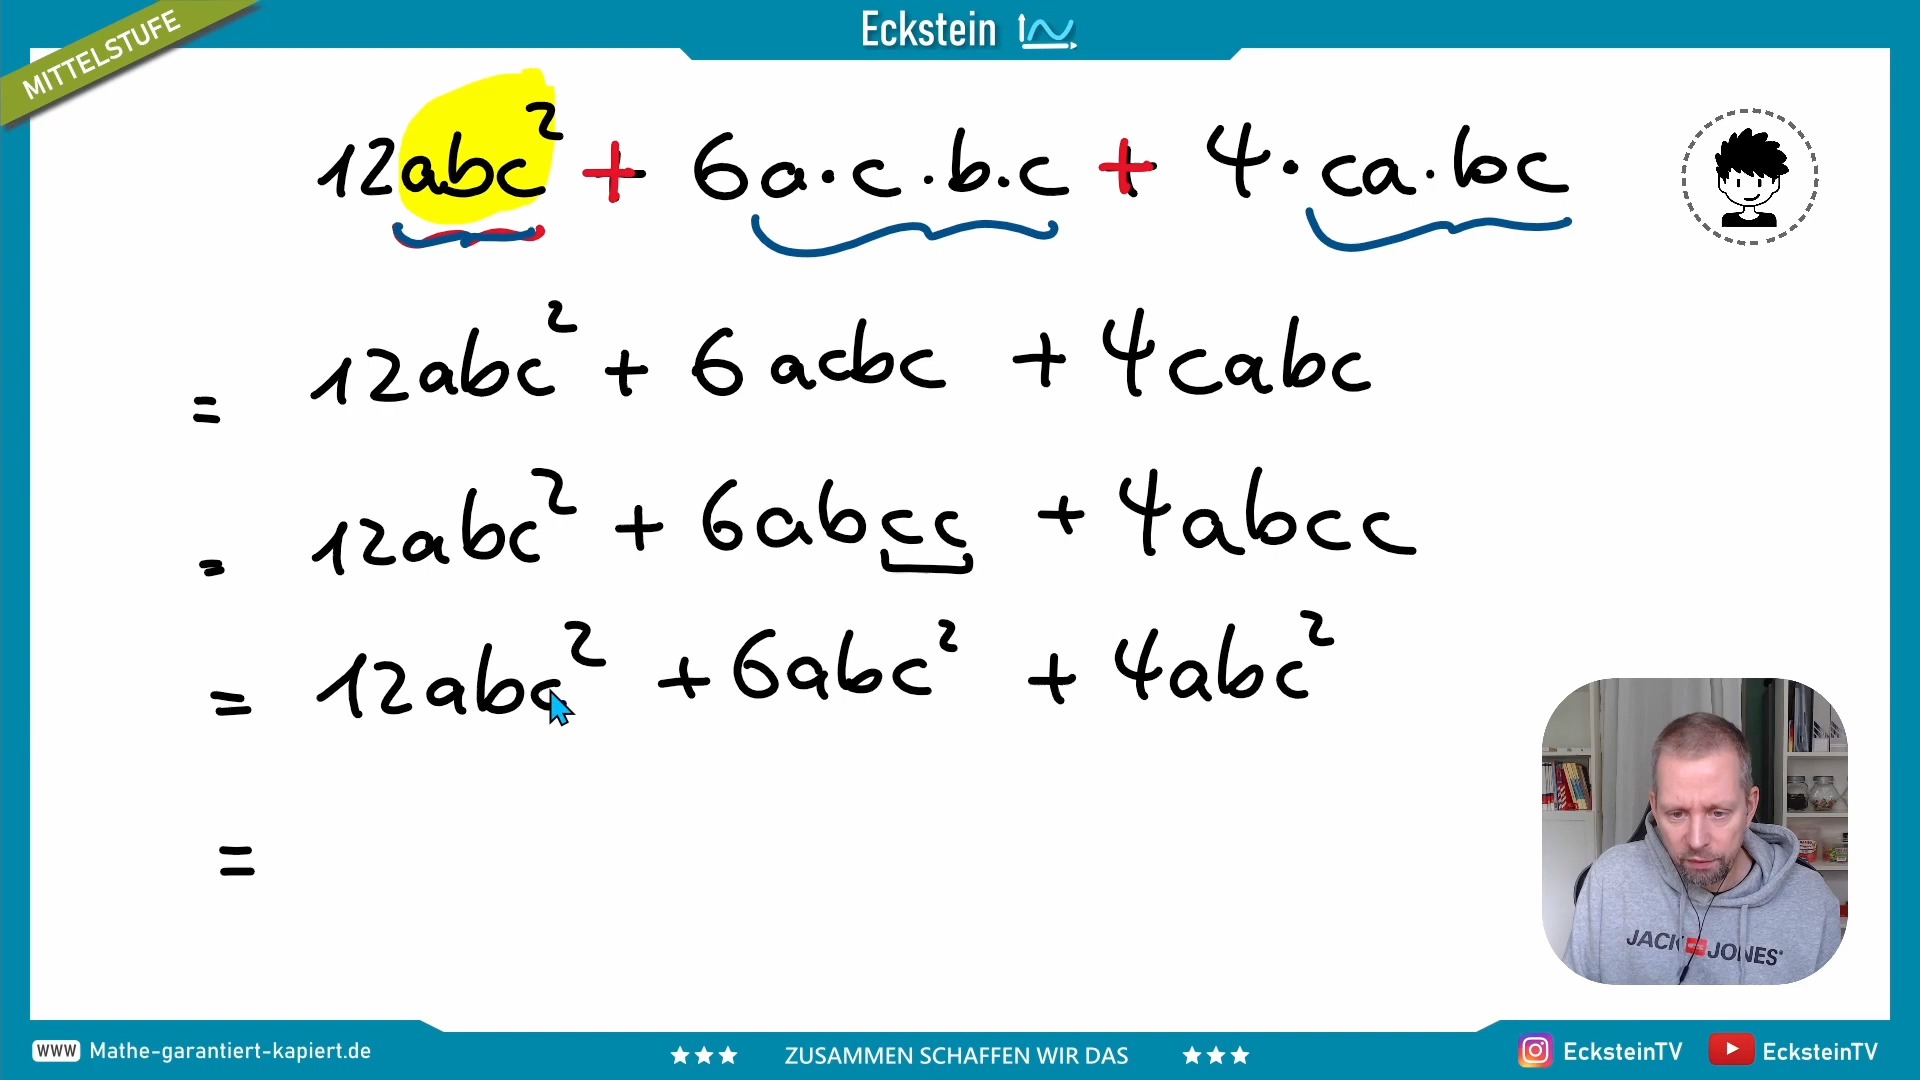 MITTELSTUFE
Eckstein
12abc² + 6a·c·b·c + 4·ca·bc
= 12abc² + 6acbc + 4cabc
= 12abc² + 6abcc + 4abcc
= 12abc² + 6abc² + 4abc²
=
JACK JONES
www Mathe-garantiert-kapiert.de
★★★ ZUSAMMEN SCHAFFEN WIR DAS ★★★
EcksteinTV
EcksteinTV